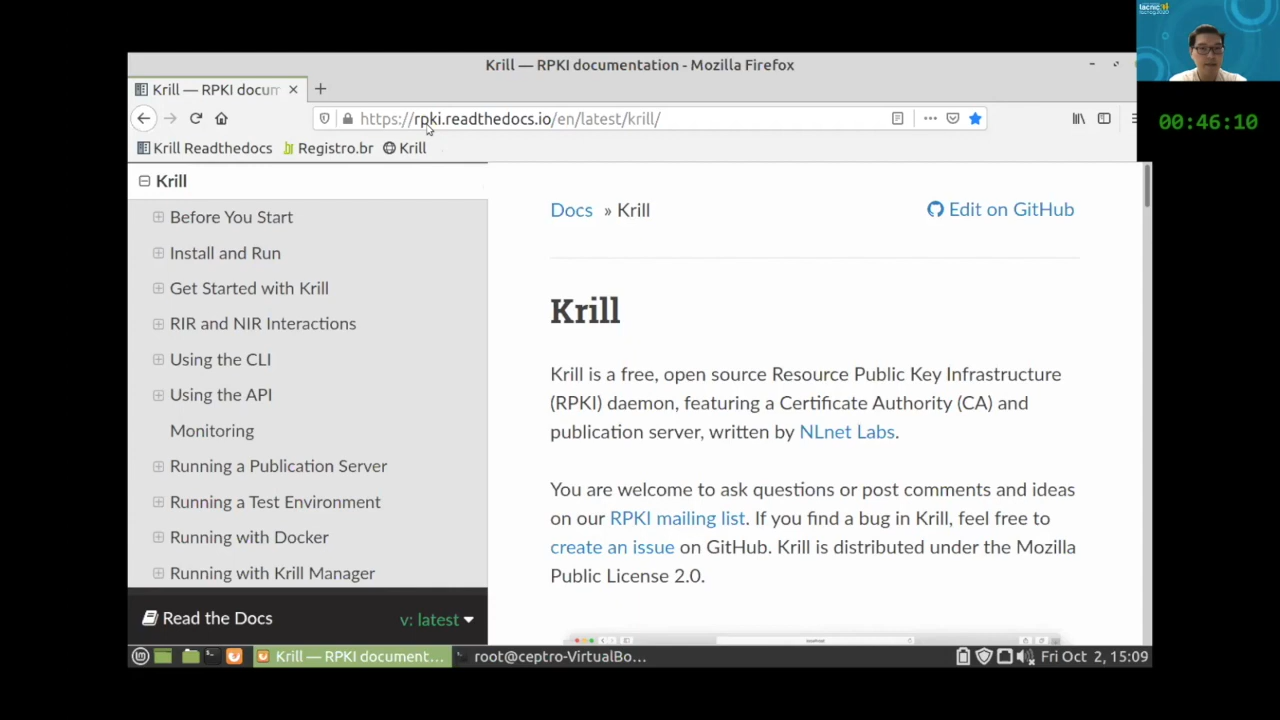 lacnic
Krill — RPKI documentation - Mozilla Firefox
Krill — RPKI docum
https://rpki.readthedocs.io/en/latest/krill/
00:46:10
Krill Readthedocs
Registro.br
Krill
Krill
Before You Start
Install and Run
Get Started with Krill
RIR and NIR Interactions
Using the CLI
Using the API
Monitoring
Running a Publication Server
Running a Test Environment
Running with Docker
Running with Krill Manager
Read the Docs
v: latest
Docs » Krill
Edit on GitHub
Krill
Krill is a free, open source Resource Public Key Infrastructure
(RPKI) daemon, featuring a Certificate Authority (CA) and
publication server, written by NLnet Labs.
You are welcome to ask questions or post comments and ideas
on our RPKI mailing list. If you find a bug in Krill, feel free to
create an issue on GitHub. Krill is distributed under the Mozilla
Public License 2.0.
Krill — RPKI document...
root@ceptro-VirtualBo...
Fri Oct 2, 15:09